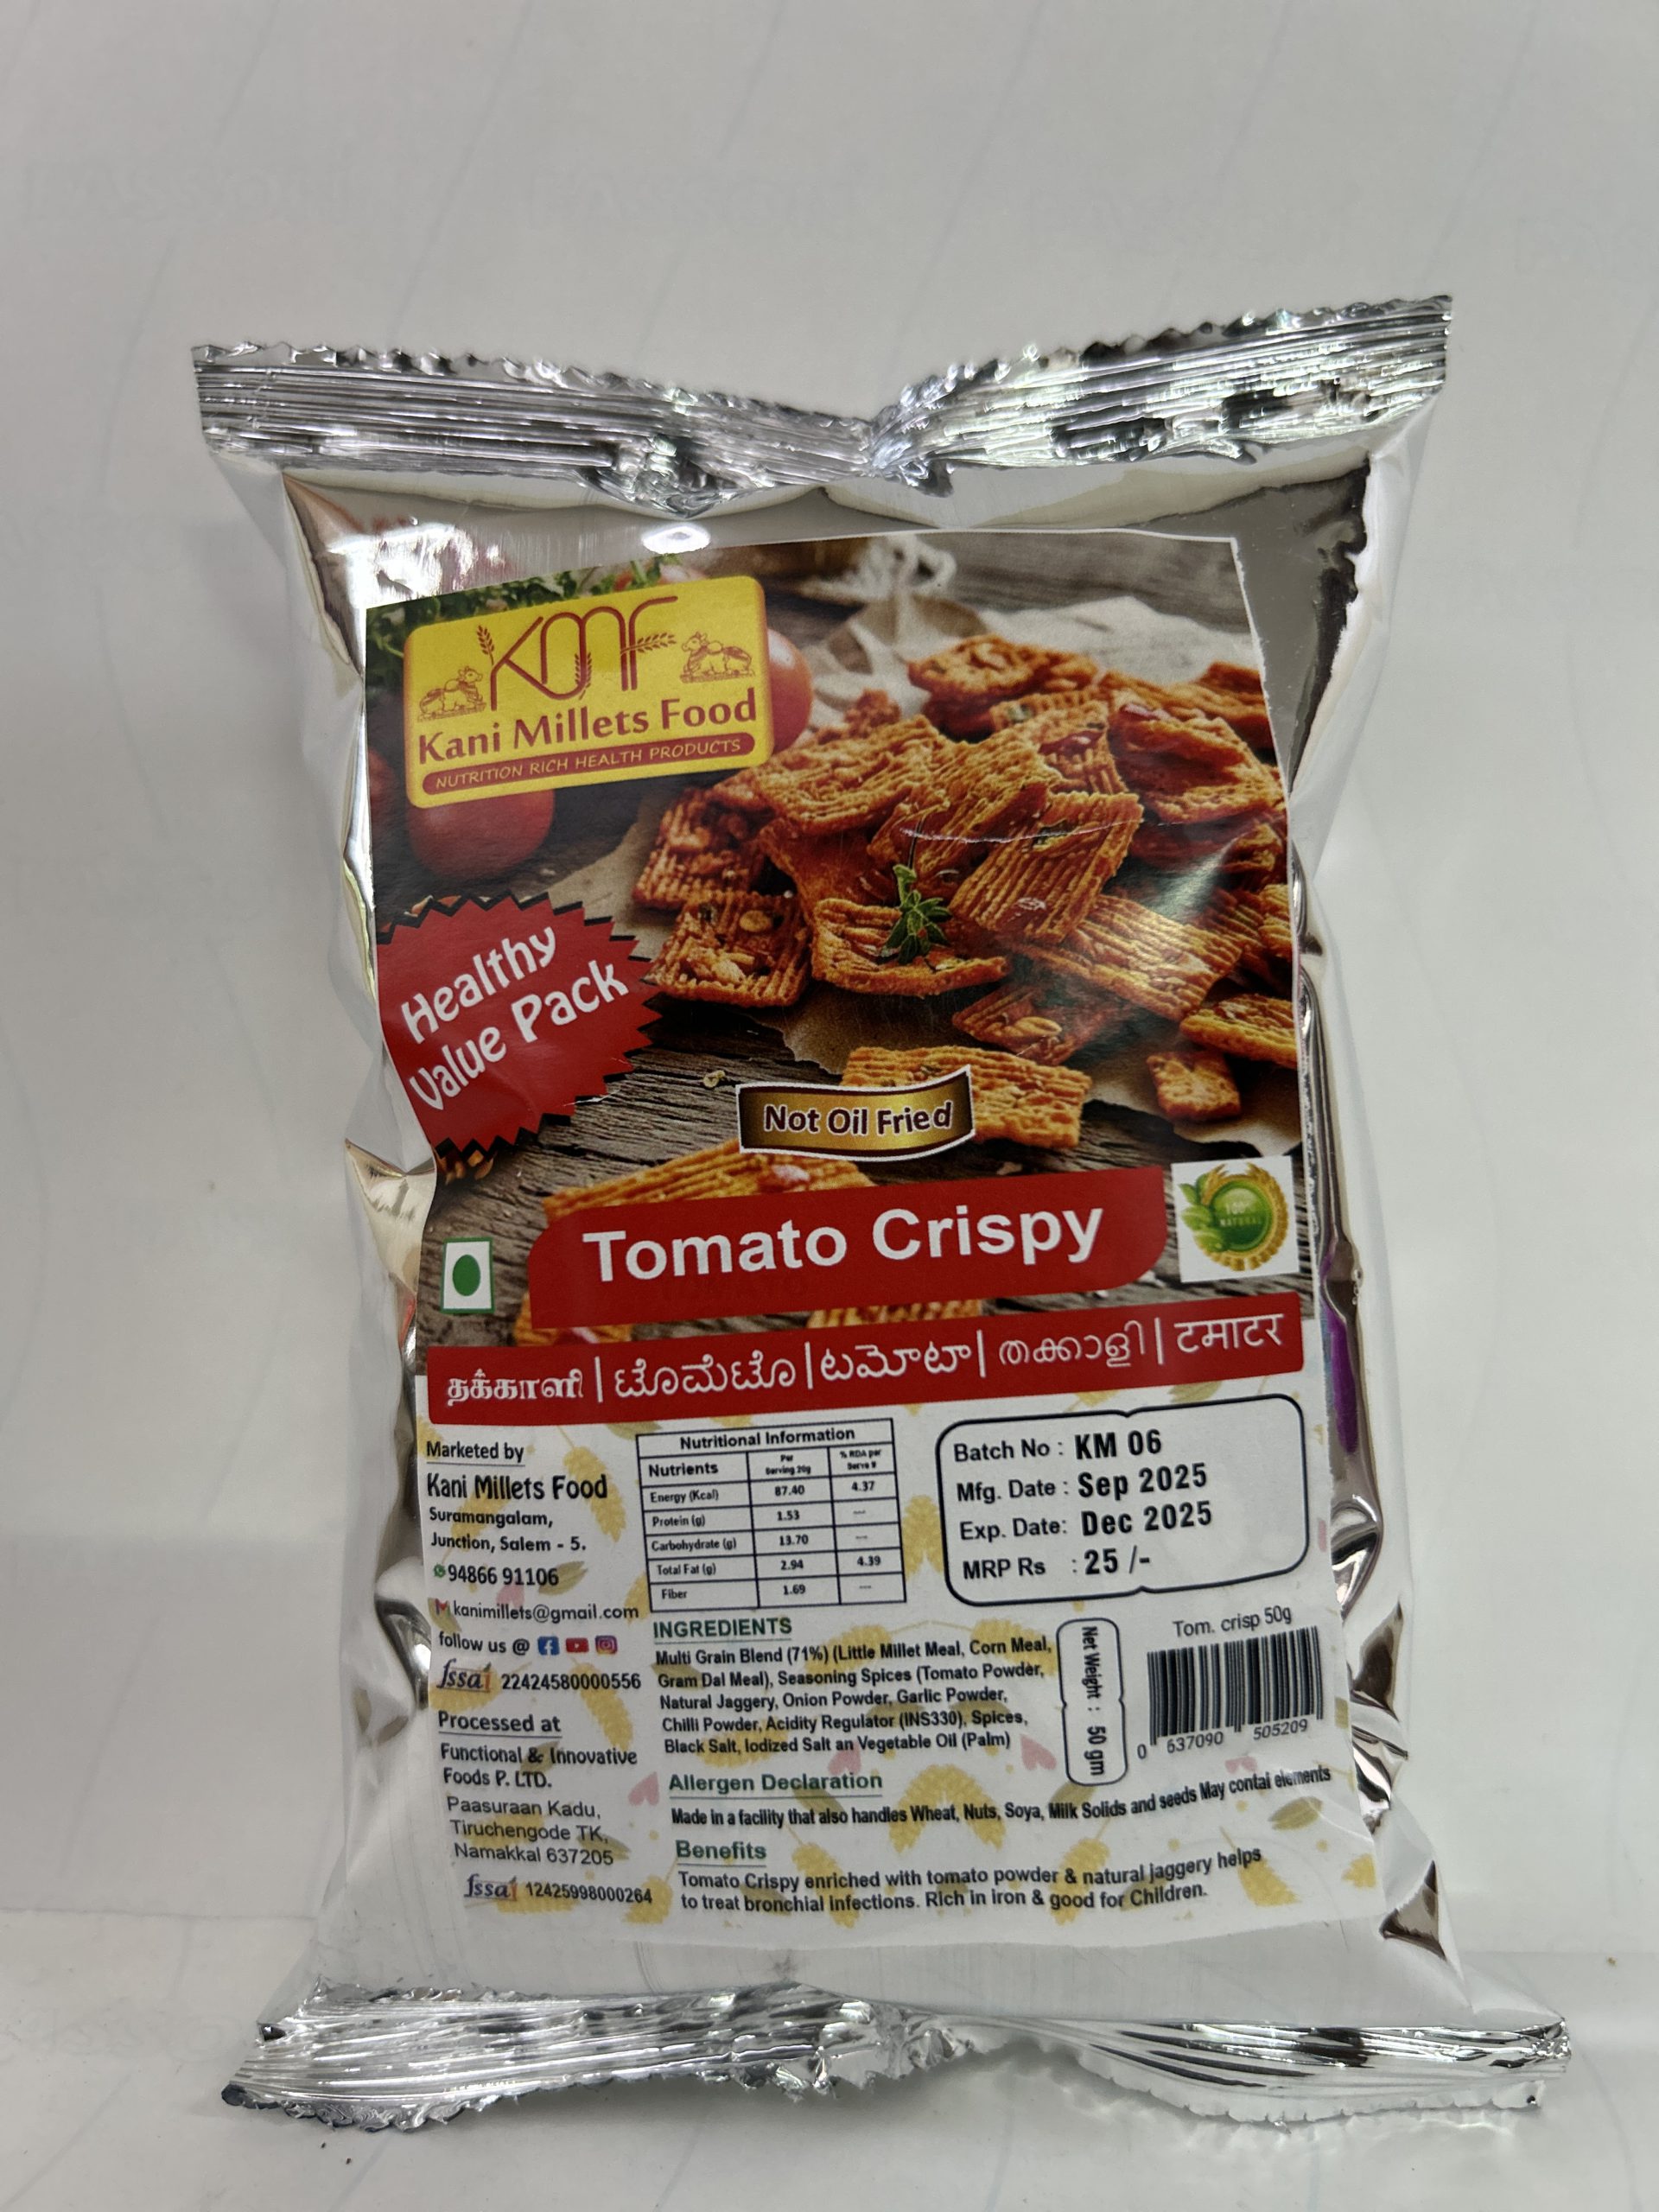 KMF
Kani Millets Food
NUTRITION RICH HEALTH PRODUCTS
Healthy
Value Pack
Not Oil Fried
Tomato Crispy
100%
NATURAL
தக்காளி | ಟೊಮೆಟೊ | టమోటా | തക്കാളി | टमाटर
Marketed by
Kani Millets Food
Suramangalam,
Junction, Salem - 5.
94866 91106
kanimillets@gmail.com
follow us @
fssai 22424580000556
Processed at
Functional & Innovative
Foods P. LTD.
Paasuraan Kadu,
Tiruchengode TK,
Namakkal 637205
fssai 12425998000264
Nutritional Information
Nutrients Per Serving 20g % RDA per Serve #
Energy (Kcal) 87.40 4.37
Protein (g) 1.53 ---
Carbohydrate (g) 13.70 ---
Total Fat (g) 2.94 4.39
Fiber 1.69 ---
Batch No : KM 06
Mfg. Date : Sep 2025
Exp. Date: Dec 2025
MRP Rs : 25 /-
INGREDIENTS
Multi Grain Blend (71%) (Little Millet Meal, Corn Meal,
Gram Dal Meal), Seasoning Spices (Tomato Powder,
Natural Jaggery, Onion Powder, Garlic Powder,
Chilli Powder, Acidity Regulator (INS330), Spices,
Black Salt, Iodized Salt an Vegetable Oil (Palm)
Net Weight : 50 gm
Tom. crisp 50g
0 637090 505209
Allergen Declaration
Made in a facility that also handles Wheat, Nuts, Soya, Milk Solids and seeds May contai elements
Benefits
Tomato Crispy enriched with tomato powder & natural jaggery helps
to treat bronchial infections. Rich in iron & good for Children.